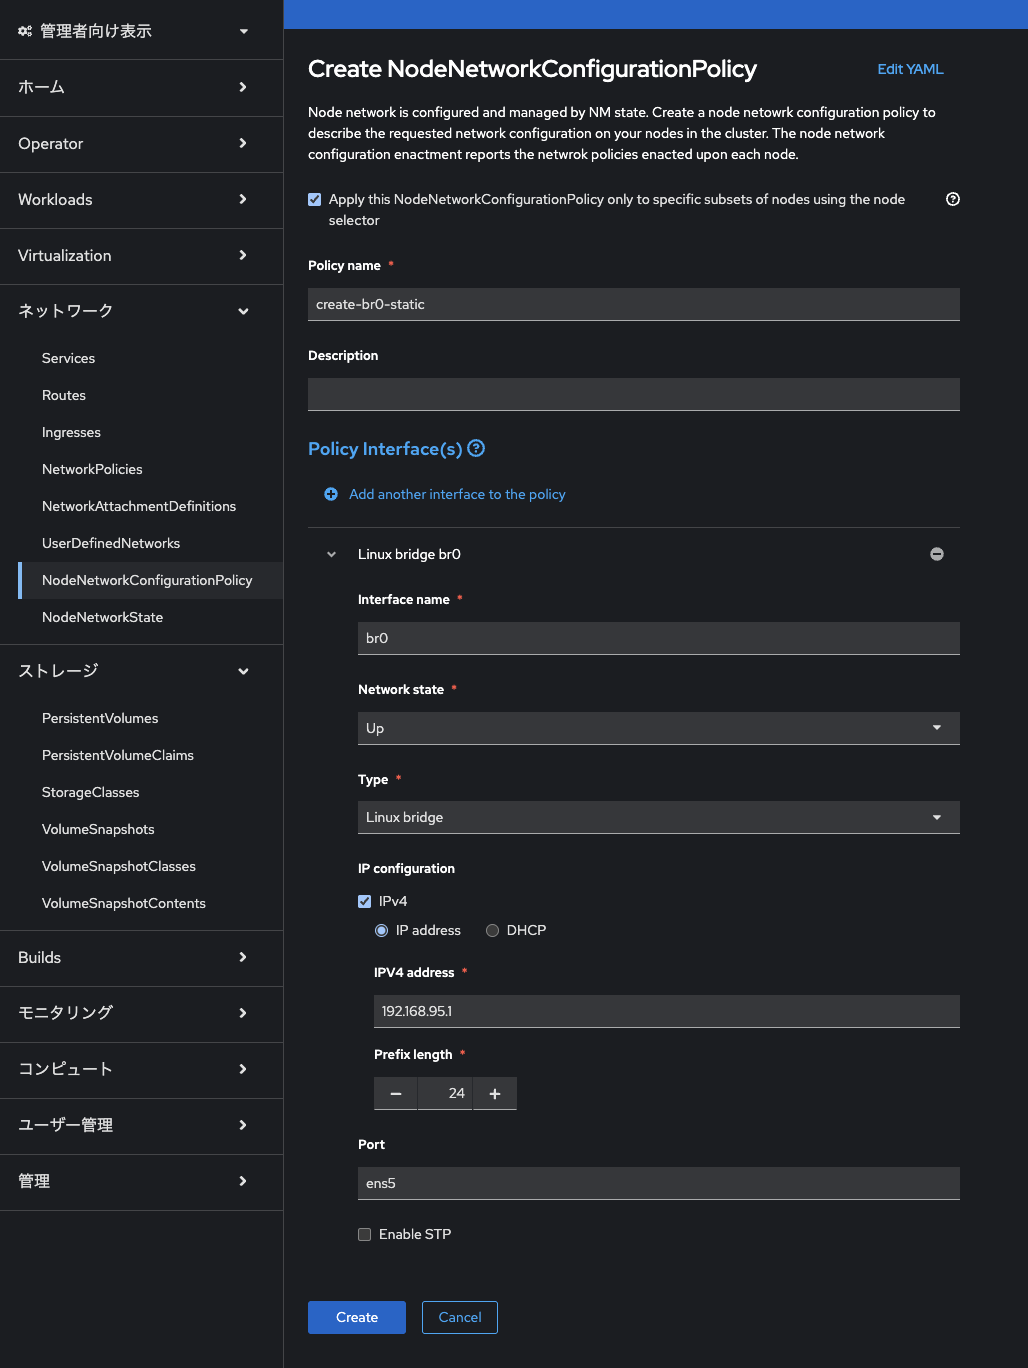 管理者向け表示
ホーム
Operator
Workloads
Virtualization
ネットワーク
Services
Routes
Ingresses
NetworkPolicies
NetworkAttachmentDefinitions
UserDefinedNetworks
NodeNetworkConfigurationPolicy
NodeNetworkState
ストレージ
PersistentVolumes
PersistentVolumeClaims
StorageClasses
VolumeSnapshots
VolumeSnapshotClasses
VolumeSnapshotContents
Builds
モニタリング
コンピュート
ユーザー管理
管理
Create NodeNetworkConfigurationPolicy
Edit YAML
Node network is configured and managed by NM state. Create a node netowrk configuration policy to
describe the requested network configuration on your nodes in the cluster. The node network
configuration enactment reports the netwrok policies enacted upon each node.
Apply this NodeNetworkConfigurationPolicy only to specific subsets of nodes using the node
selector
Policy name *
create-br0-static
Description
Policy Interface(s)
Add another interface to the policy
Linux bridge br0
Interface name *
br0
Network state *
Up
Type *
Linux bridge
IP configuration
IPv4
IP address DHCP
IPV4 address *
192.168.95.1
Prefix length *
24
Port
ens5
Enable STP
Create Cancel